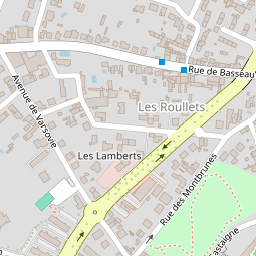 Rue de Basseau
Les Roullets
Avenue de Varsovie
Les Lamberts
Rue des Montbrunes